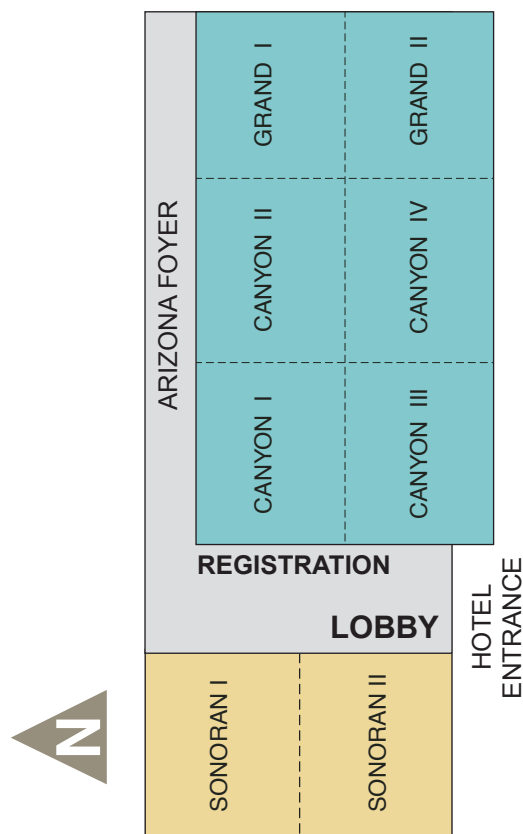 GRAND I
GRAND II
ARIZONA FOYER
CANYON II
CANYON IV
CANYON I
CANYON III
REGISTRATION
LOBBY
HOTEL
ENTRANCE
SONORAN I
SONORAN II
N